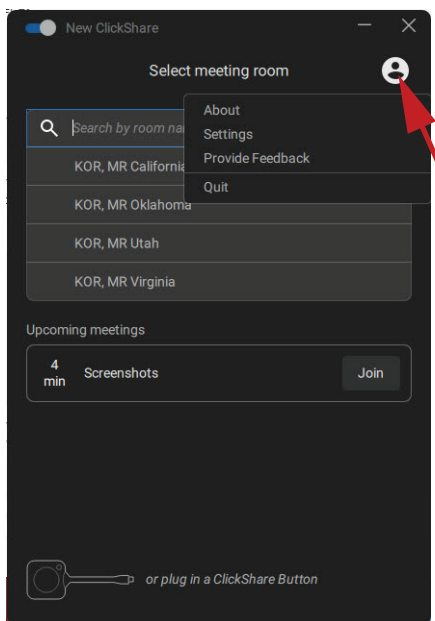 New ClickShare
Select meeting room
Search by room na
About
Settings
Provide Feedback
Quit
KOR, MR California
KOR, MR Oklahoma
KOR, MR Utah
KOR, MR Virginia
Upcoming meetings
4
min
Screenshots
Join
or plug in a ClickShare Button